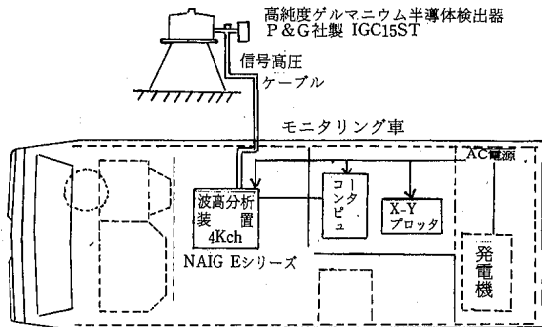 高純度ゲルマニウム半導体検出器
P&G社製 IGC15ST
信号高圧
ケーブル
モニタリング車
AC電源
波高分析
装置
4Kch
コンピュ
ータ
X-Y
プロッタ
発電機
NAIG Eシリーズ